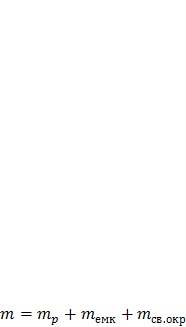 m = m_р + m_емк + m_св.окр